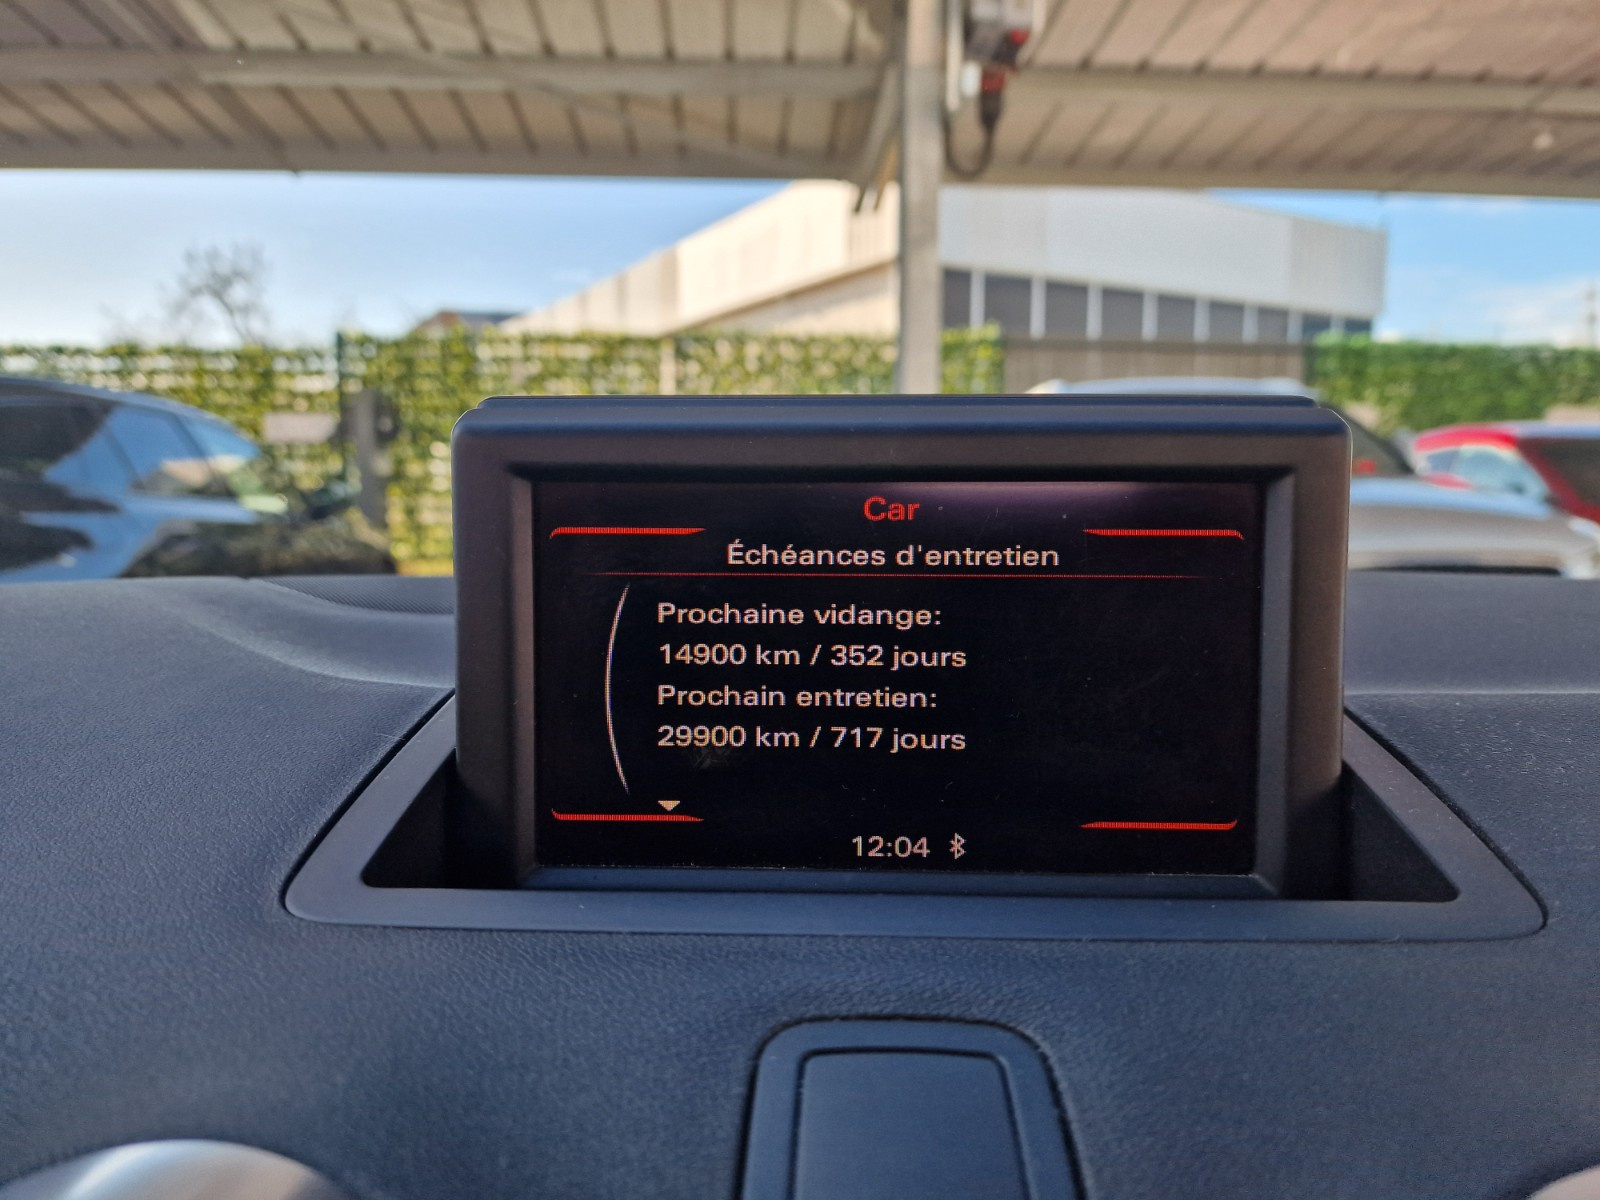 Car
Échéances d'entretien
Prochaine vidange:
14900 km / 352 jours
Prochain entretien:
29900 km / 717 jours
12:04